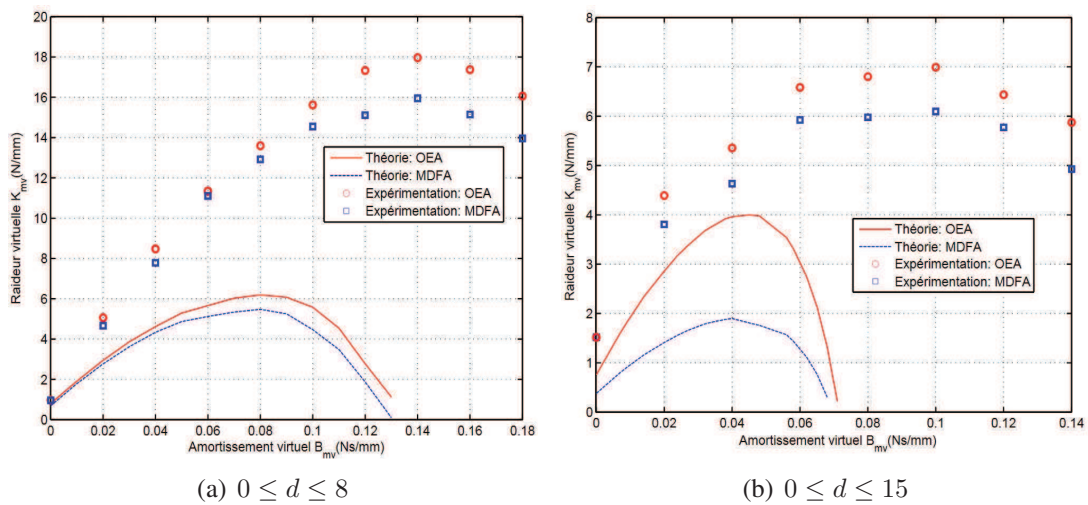 20
18
16
14
12
10
8
6
4
2
0
Raideur virtuelle K_mv(N/mm)
Théorie: OEA
Théorie: MDFA
Expérimentation: OEA
Expérimentation: MDFA
0 0.02 0.04 0.06 0.08 0.1 0.12 0.14 0.16 0.18
Amortissement virtuel B_mv(Ns/mm)
(a) 0 ≤ d ≤ 8
8
7
6
5
4
3
2
1
0
Raideur virtuelle K_mv(N/mm)
Théorie: OEA
Théorie: MDFA
Expérimentation: OEA
Expérimentation: MDFA
0 0.02 0.04 0.06 0.08 0.1 0.12 0.14
Amortissement virtuel B_mv(Ns/mm)
(b) 0 ≤ d ≤ 15